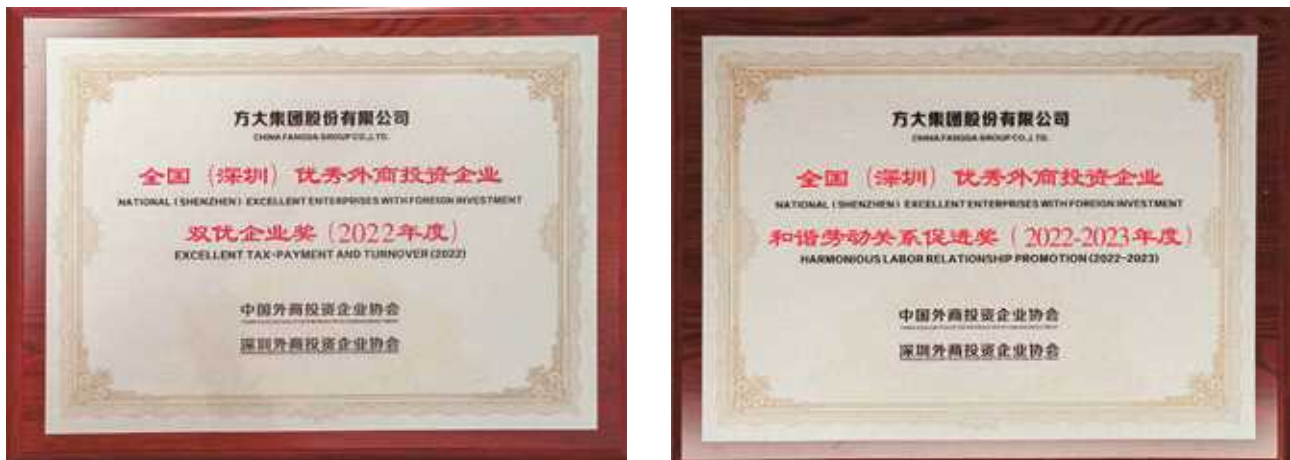 方大集团股份有限公司
CHINA FANGDA GROUP CO.,LTD.
全国（深圳）优秀外商投资企业
NATIONAL (SHENZHEN) EXCELLENT ENTERPRISES WITH FOREIGN INVESTMENT
双优企业奖（2022年度）
EXCELLENT TAX-PAYMENT AND TURNOVER (2022)
中国外商投资企业协会
深圳外商投资企业协会
方大集团股份有限公司
CHINA FANGDA GROUP CO.,LTD.
全国（深圳）优秀外商投资企业
NATIONAL (SHENZHEN) EXCELLENT ENTERPRISES WITH FOREIGN INVESTMENT
和谐劳动关系促进奖（2022-2023年度）
HARMONIOUS LABOR RELATIONSHIP PROMOTION (2022-2023)
中国外商投资企业协会
深圳外商投资企业协会